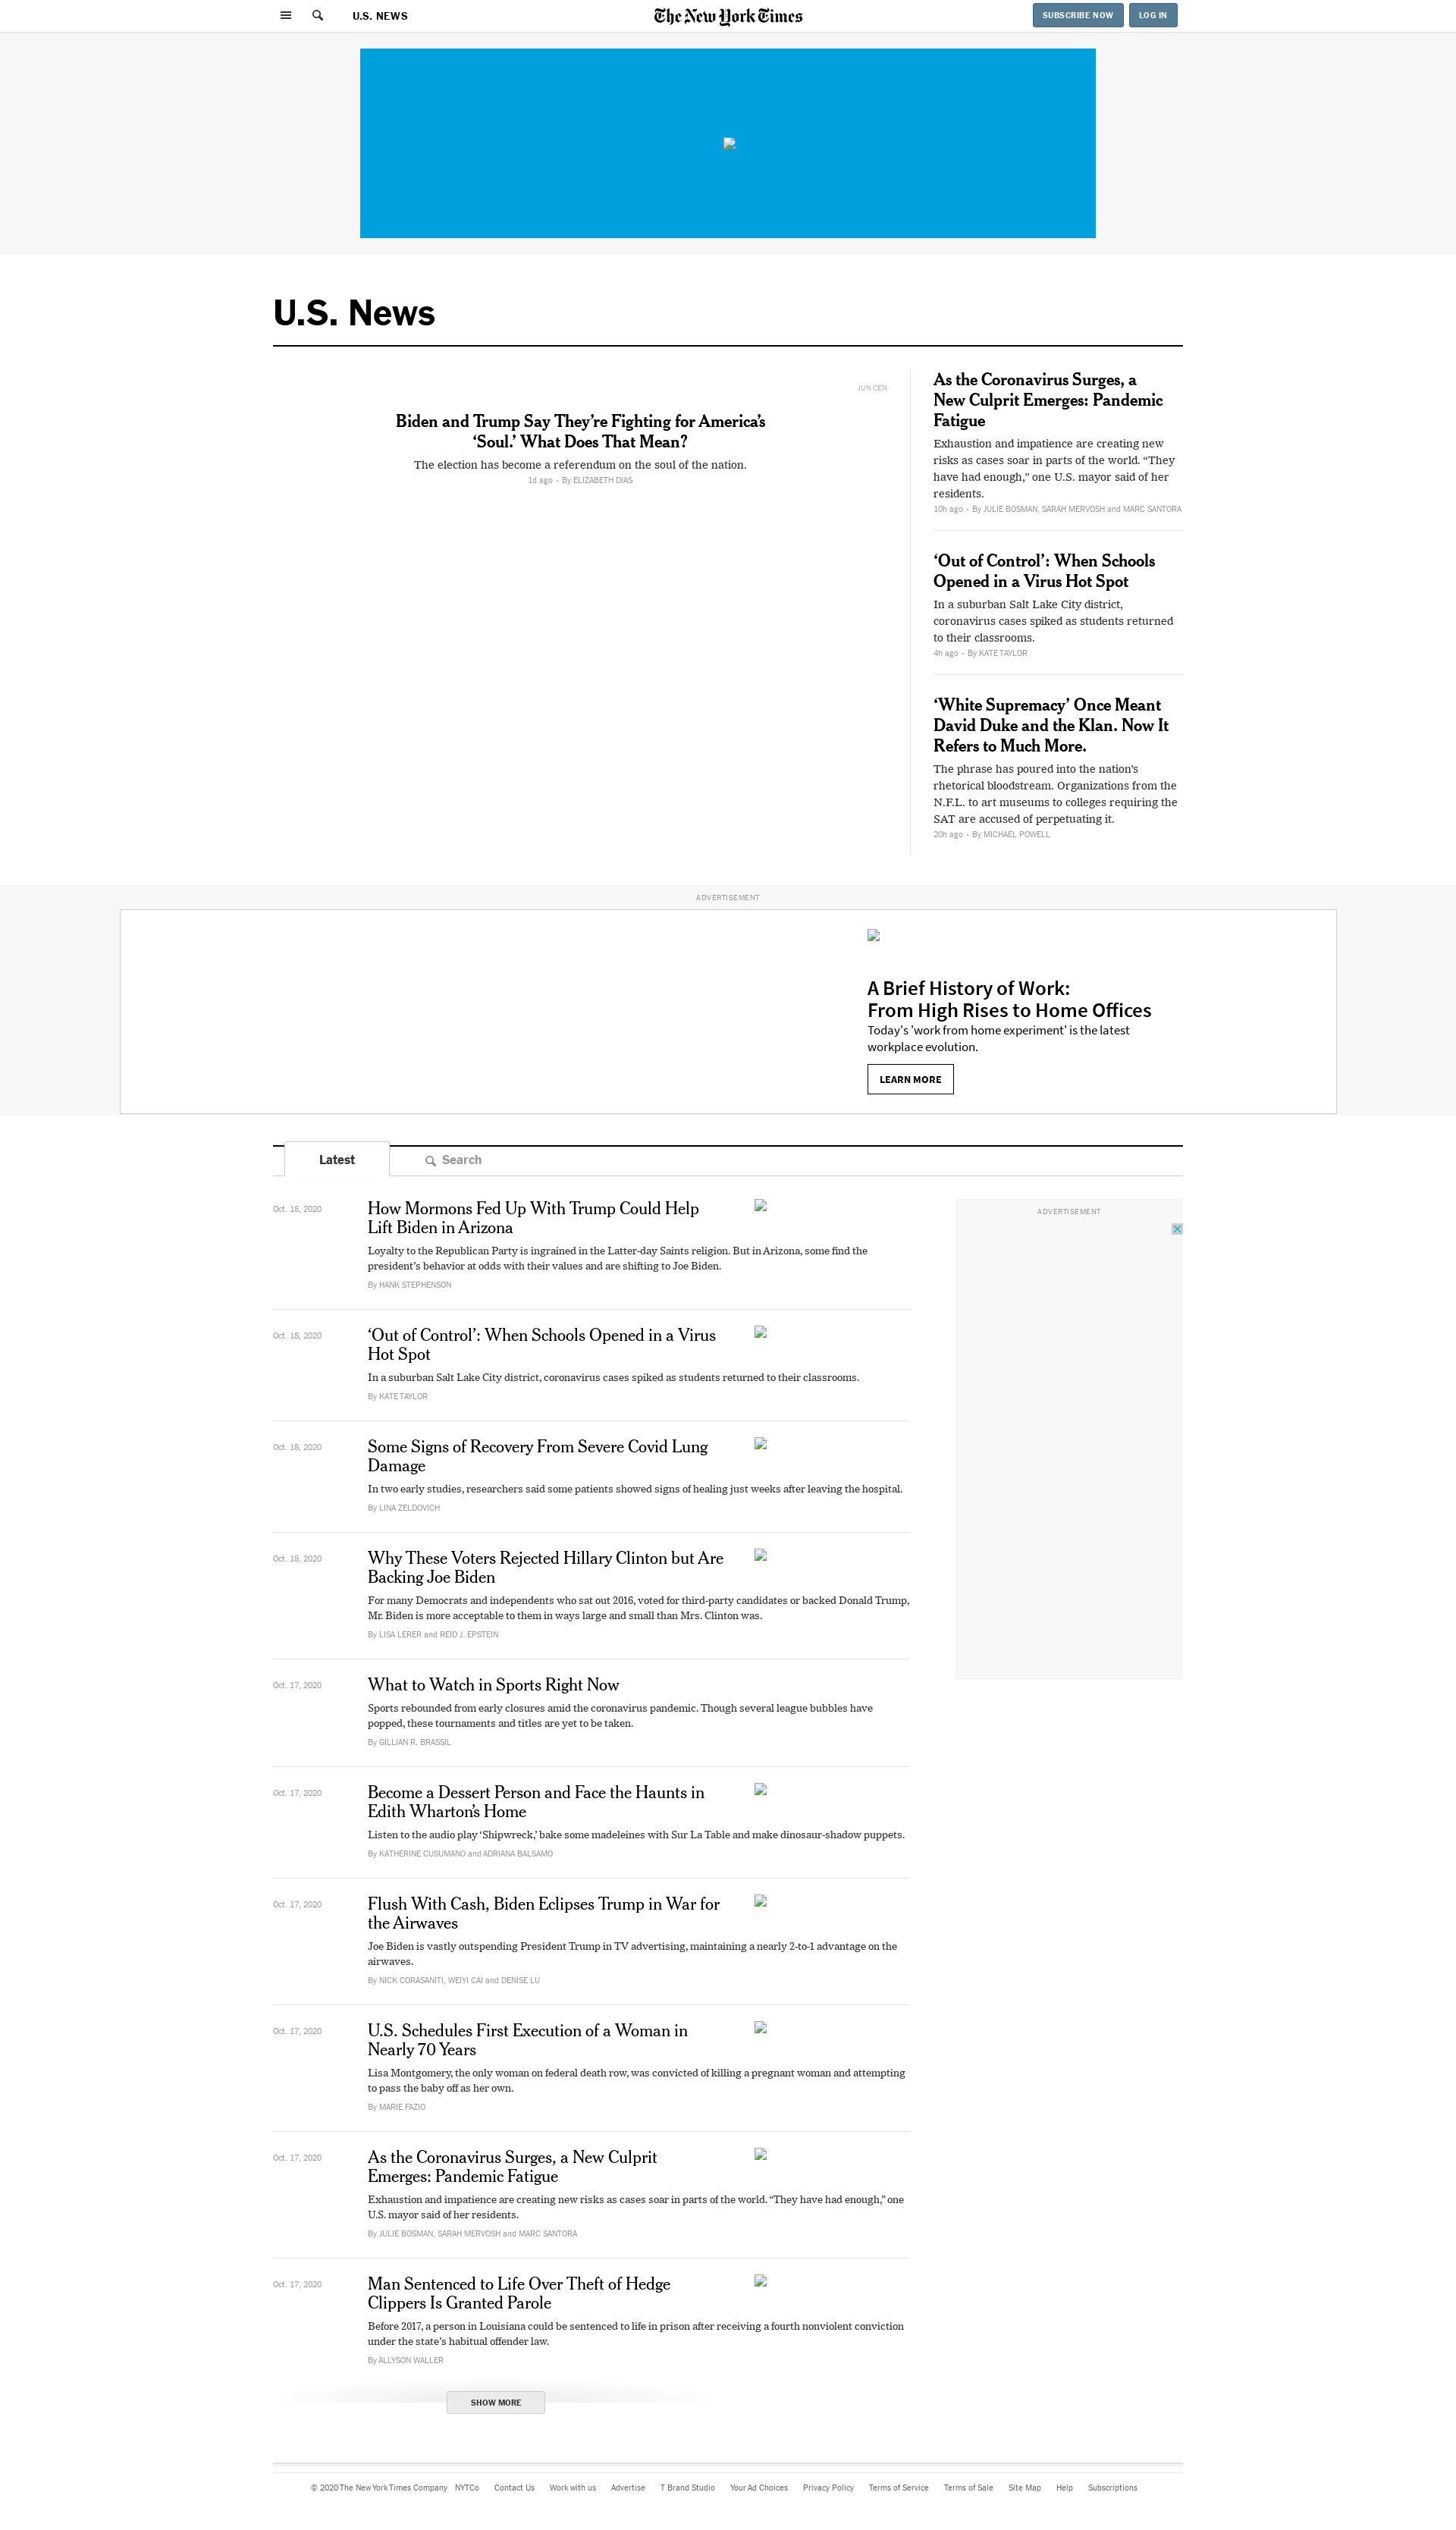 U.S. NEWS
The New York Times
SUBSCRIBE NOW
LOG IN
U.S. News
JUN CEN
Biden and Trump Say They’re Fighting for America’s
‘Soul.’ What Does That Mean?
The election has become a referendum on the soul of the nation.
1d ago • By ELIZABETH DIAS
As the Coronavirus Surges, a
New Culprit Emerges: Pandemic
Fatigue
Exhaustion and impatience are creating new
risks as cases soar in parts of the world. “They
have had enough,” one U.S. mayor said of her
residents.
10h ago • By JULIE BOSMAN, SARAH MERVOSH and MARC SANTORA
‘Out of Control’: When Schools
Opened in a Virus Hot Spot
In a suburban Salt Lake City district,
coronavirus cases spiked as students returned
to their classrooms.
4h ago • By KATE TAYLOR
‘White Supremacy’ Once Meant
David Duke and the Klan. Now It
Refers to Much More.
The phrase has poured into the nation’s
rhetorical bloodstream. Organizations from the
N.F.L. to art museums to colleges requiring the
SAT are accused of perpetuating it.
20h ago • By MICHAEL POWELL
ADVERTISEMENT
A Brief History of Work:
From High Rises to Home Offices
Today's 'work from home experiment' is the latest
workplace evolution.
LEARN MORE
Latest
Search
ADVERTISEMENT
Oct. 18, 2020
How Mormons Fed Up With Trump Could Help
Lift Biden in Arizona
Loyalty to the Republican Party is ingrained in the Latter-day Saints religion. But in Arizona, some find the
president’s behavior at odds with their values and are shifting to Joe Biden.
By HANK STEPHENSON
Oct. 18, 2020
‘Out of Control’: When Schools Opened in a Virus
Hot Spot
In a suburban Salt Lake City district, coronavirus cases spiked as students returned to their classrooms.
By KATE TAYLOR
Oct. 18, 2020
Some Signs of Recovery From Severe Covid Lung
Damage
In two early studies, researchers said some patients showed signs of healing just weeks after leaving the hospital.
By LINA ZELDOVICH
Oct. 18, 2020
Why These Voters Rejected Hillary Clinton but Are
Backing Joe Biden
For many Democrats and independents who sat out 2016, voted for third-party candidates or backed Donald Trump,
Mr. Biden is more acceptable to them in ways large and small than Mrs. Clinton was.
By LISA LERER and REID J. EPSTEIN
Oct. 17, 2020
What to Watch in Sports Right Now
Sports rebounded from early closures amid the coronavirus pandemic. Though several league bubbles have
popped, these tournaments and titles are yet to be taken.
By GILLIAN R. BRASSIL
Oct. 17, 2020
Become a Dessert Person and Face the Haunts in
Edith Wharton’s Home
Listen to the audio play ‘Shipwreck,’ bake some madeleines with Sur La Table and make dinosaur-shadow puppets.
By KATHERINE CUSUMANO and ADRIANA BALSAMO
Oct. 17, 2020
Flush With Cash, Biden Eclipses Trump in War for
the Airwaves
Joe Biden is vastly outspending President Trump in TV advertising, maintaining a nearly 2-to-1 advantage on the
airwaves.
By NICK CORASANITI, WEIYI CAI and DENISE LU
Oct. 17, 2020
U.S. Schedules First Execution of a Woman in
Nearly 70 Years
Lisa Montgomery, the only woman on federal death row, was convicted of killing a pregnant woman and attempting
to pass the baby off as her own.
By MARIE FAZIO
Oct. 17, 2020
As the Coronavirus Surges, a New Culprit
Emerges: Pandemic Fatigue
Exhaustion and impatience are creating new risks as cases soar in parts of the world. “They have had enough,” one
U.S. mayor said of her residents.
By JULIE BOSMAN, SARAH MERVOSH and MARC SANTORA
Oct. 17, 2020
Man Sentenced to Life Over Theft of Hedge
Clippers Is Granted Parole
Before 2017, a person in Louisiana could be sentenced to life in prison after receiving a fourth nonviolent conviction
under the state’s habitual offender law.
By ALLYSON WALLER
SHOW MORE
© 2020 The New York Times Company NYTCo Contact Us Work with us Advertise T Brand Studio Your Ad Choices Privacy Policy Terms of Service Terms of Sale Site Map Help Subscriptions